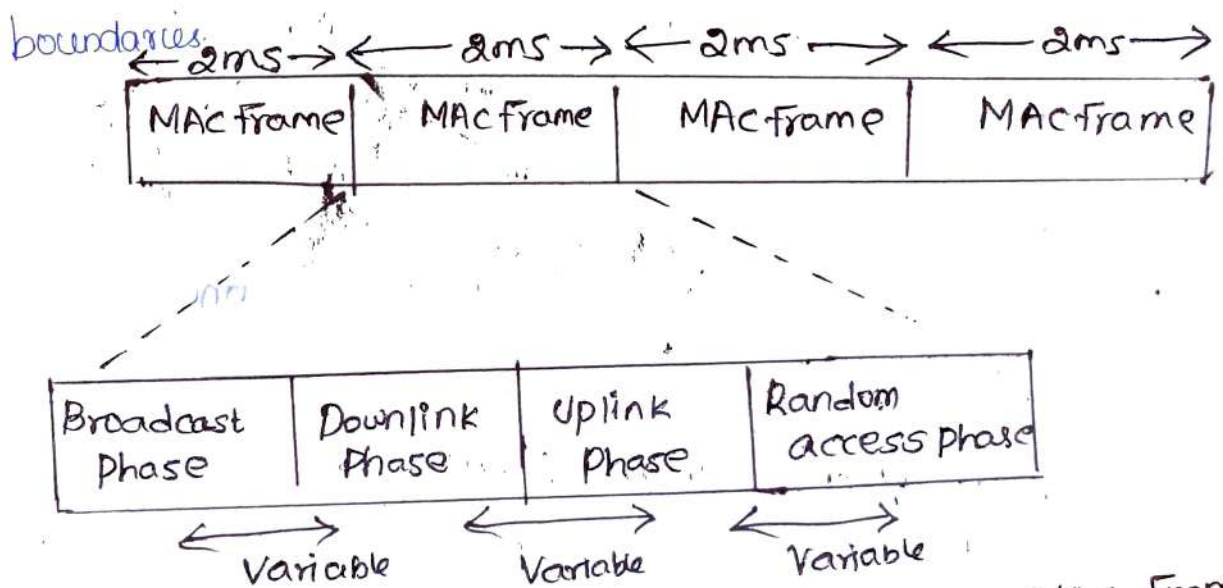 boundaries.
2ms 2ms 2ms 2ms
MAC frame MAC frame MAC frame MAC frame
Broadcast Phase
Downlink Phase
Uplink Phase
Random access phase
Variable Variable Variable